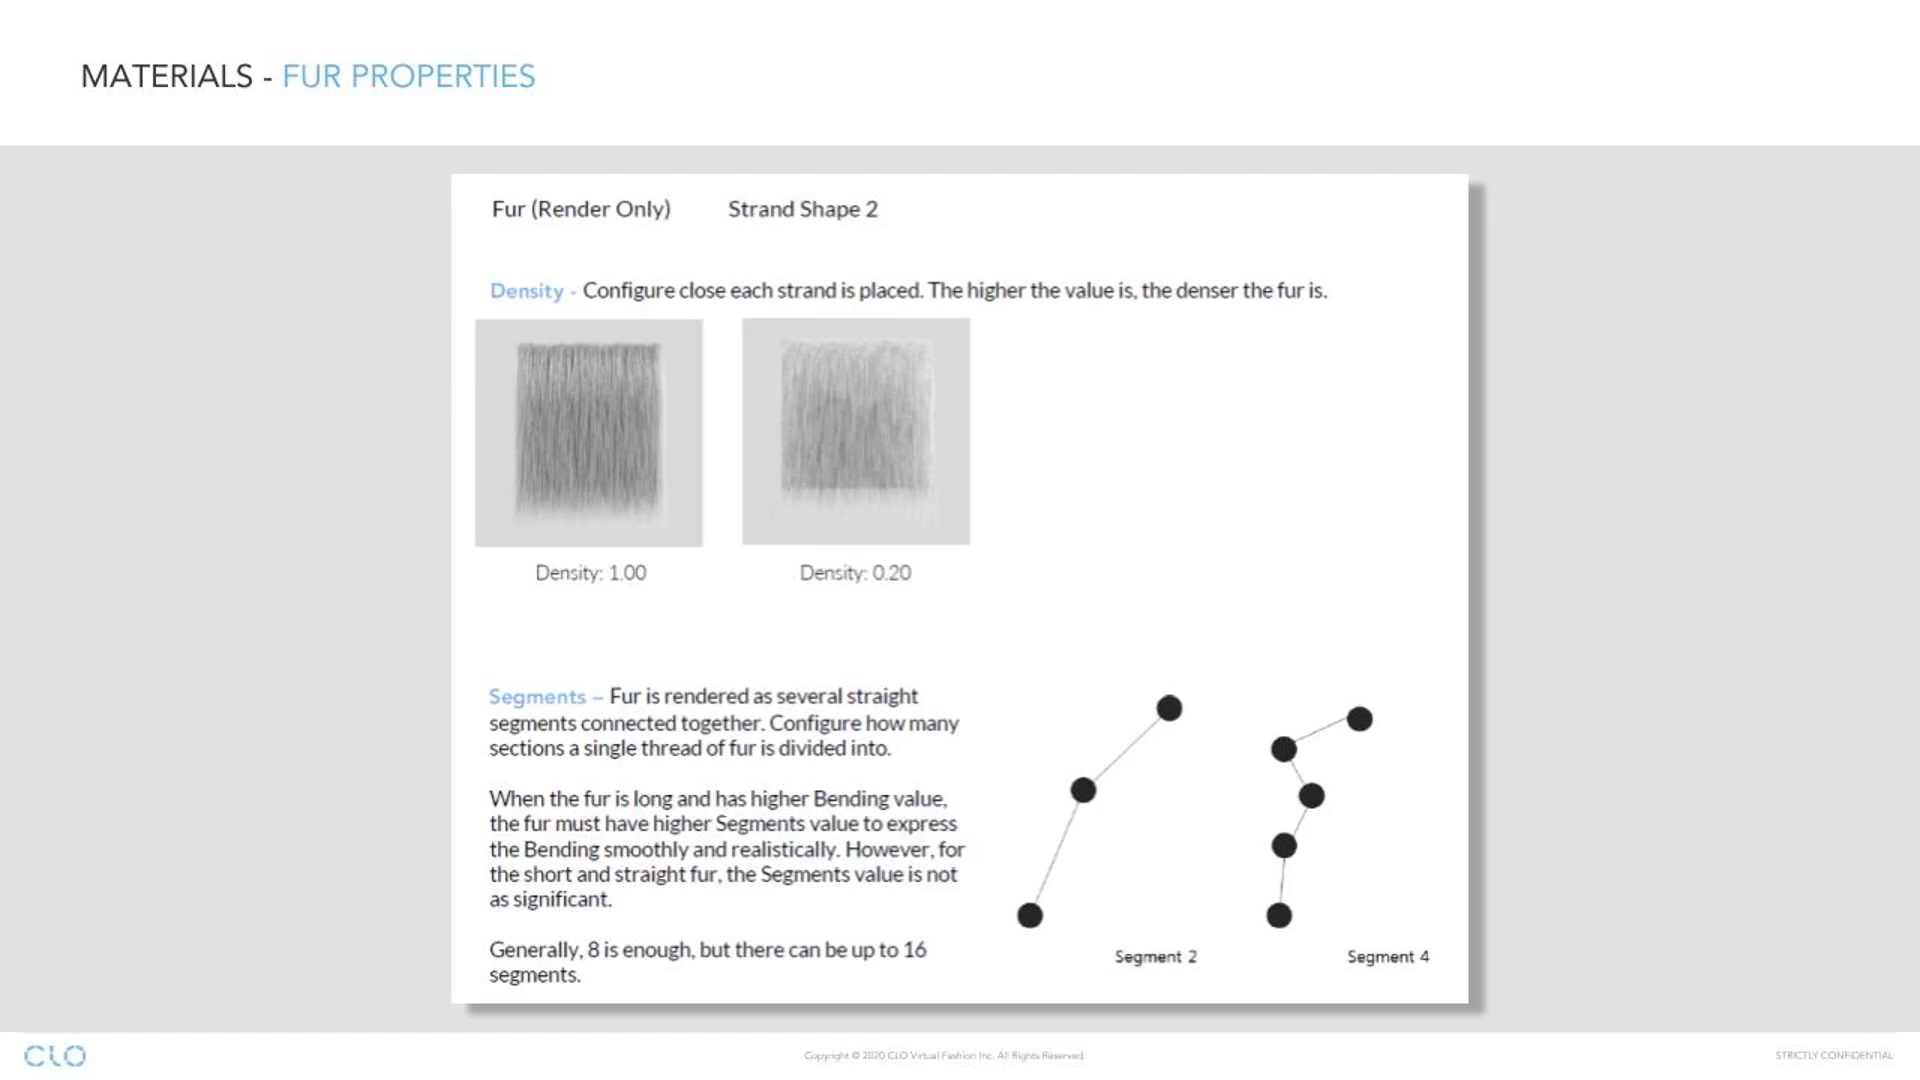 MATERIALS - FUR PROPERTIES
Fur (Render Only) Strand Shape 2
Density - Configure close each strand is placed. The higher the value is, the denser the fur is.
Density: 1.00 Density: 0.20
Segments – Fur is rendered as several straight
segments connected together. Configure how many
sections a single thread of fur is divided into.
When the fur is long and has higher Bending value,
the fur must have higher Segments value to express
the Bending smoothly and realistically. However, for
the short and straight fur, the Segments value is not
as significant.
Generally, 8 is enough, but there can be up to 16
segments.
Segment 2 Segment 4
CLO
Copyright © 2020 CLO Virtual Fashion Inc. All Rights Reserved.
STRICTLY CONFIDENTIAL